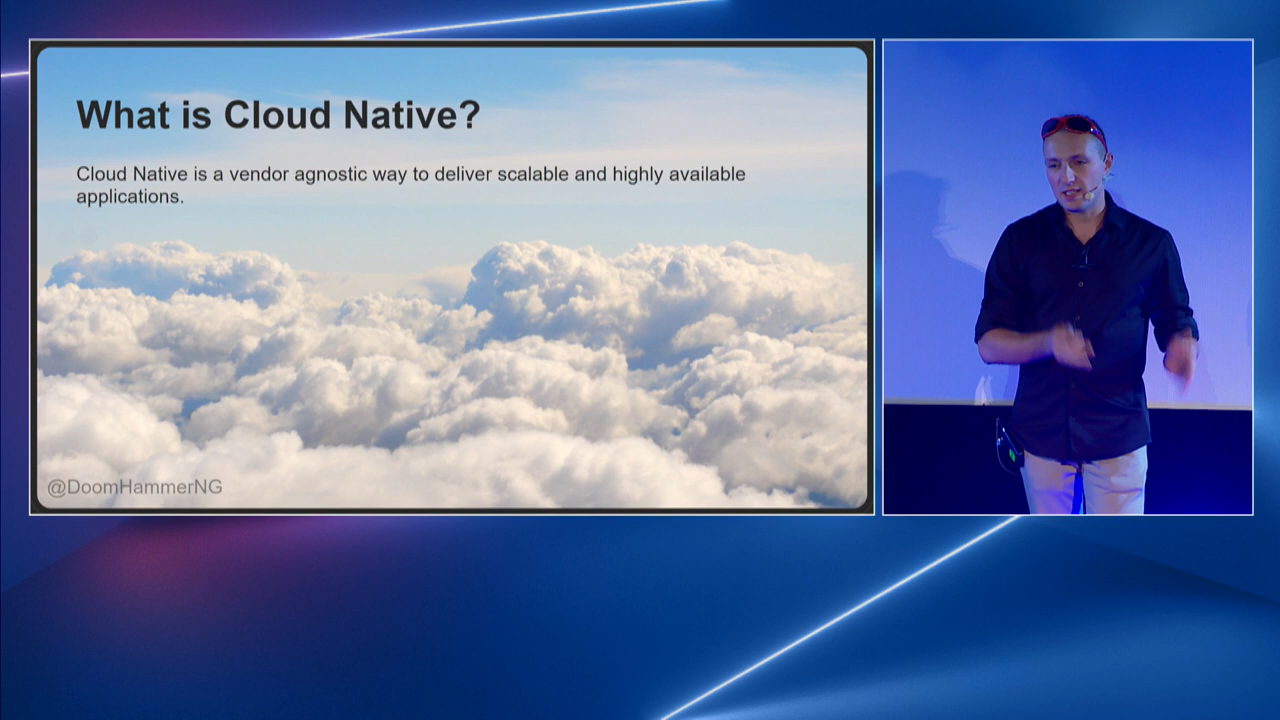 What is Cloud Native?
Cloud Native is a vendor agnostic way to deliver scalable and highly available
applications.
@DoomHammerNG